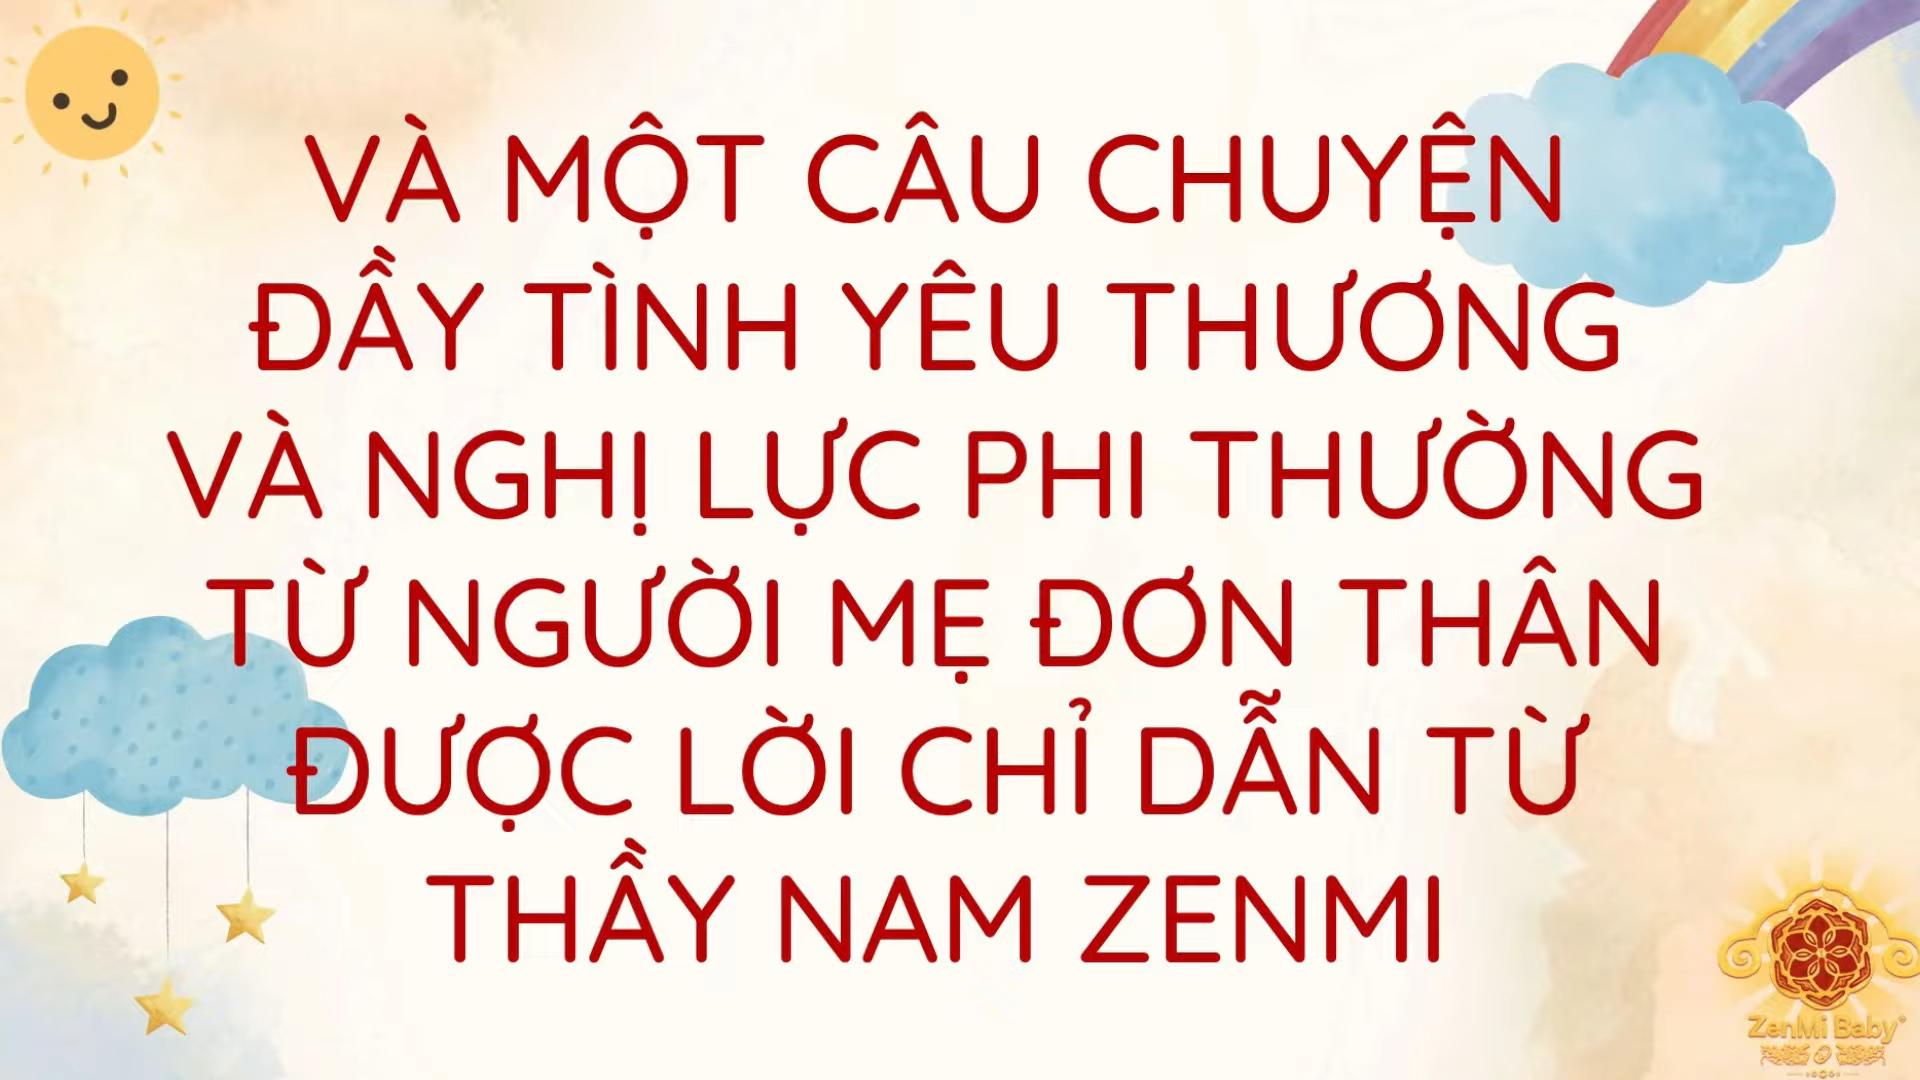 VÀ MỘT CÂU CHUYỆN
ĐẦY TÌNH YÊU THƯƠNG
VÀ NGHỊ LỰC PHI THƯỜNG
TỪ NGƯỜI MẸ ĐƠN THÂN
ĐƯỢC LỜI CHỈ DẪN TỪ
THẦY NAM ZENMI
ZenMi Baby®